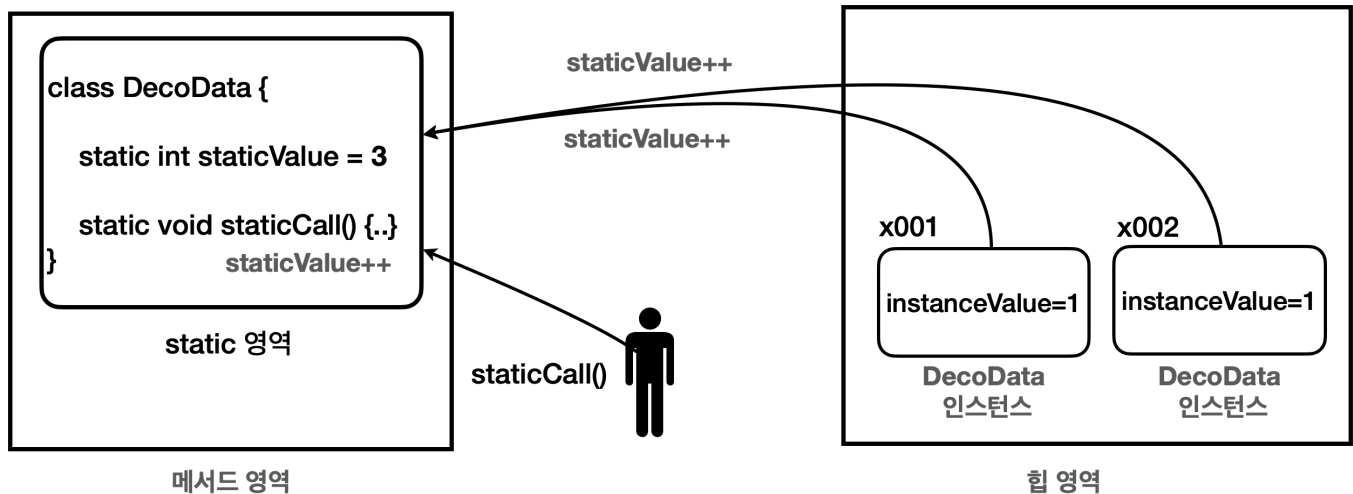 class DecoData {
static int staticValue = 3
static void staticCall() {..}
}
staticValue++
static 영역
메서드 영역
staticValue++
staticValue++
staticCall()
x001
instanceValue=1
DecoData
인스턴스
x002
instanceValue=1
DecoData
인스턴스
힙 영역